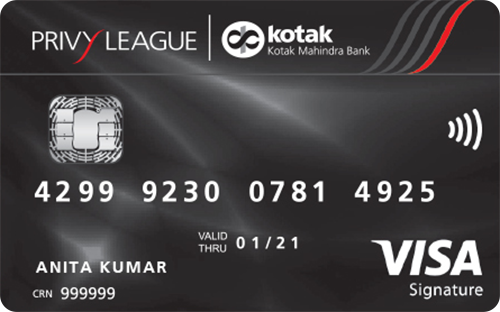 PRIVY LEAGUE
kotak
Kotak Mahindra Bank
4299 9230 0781 4925
VALID THRU 01/21
ANITA KUMAR
CRN 999999
VISA
Signature